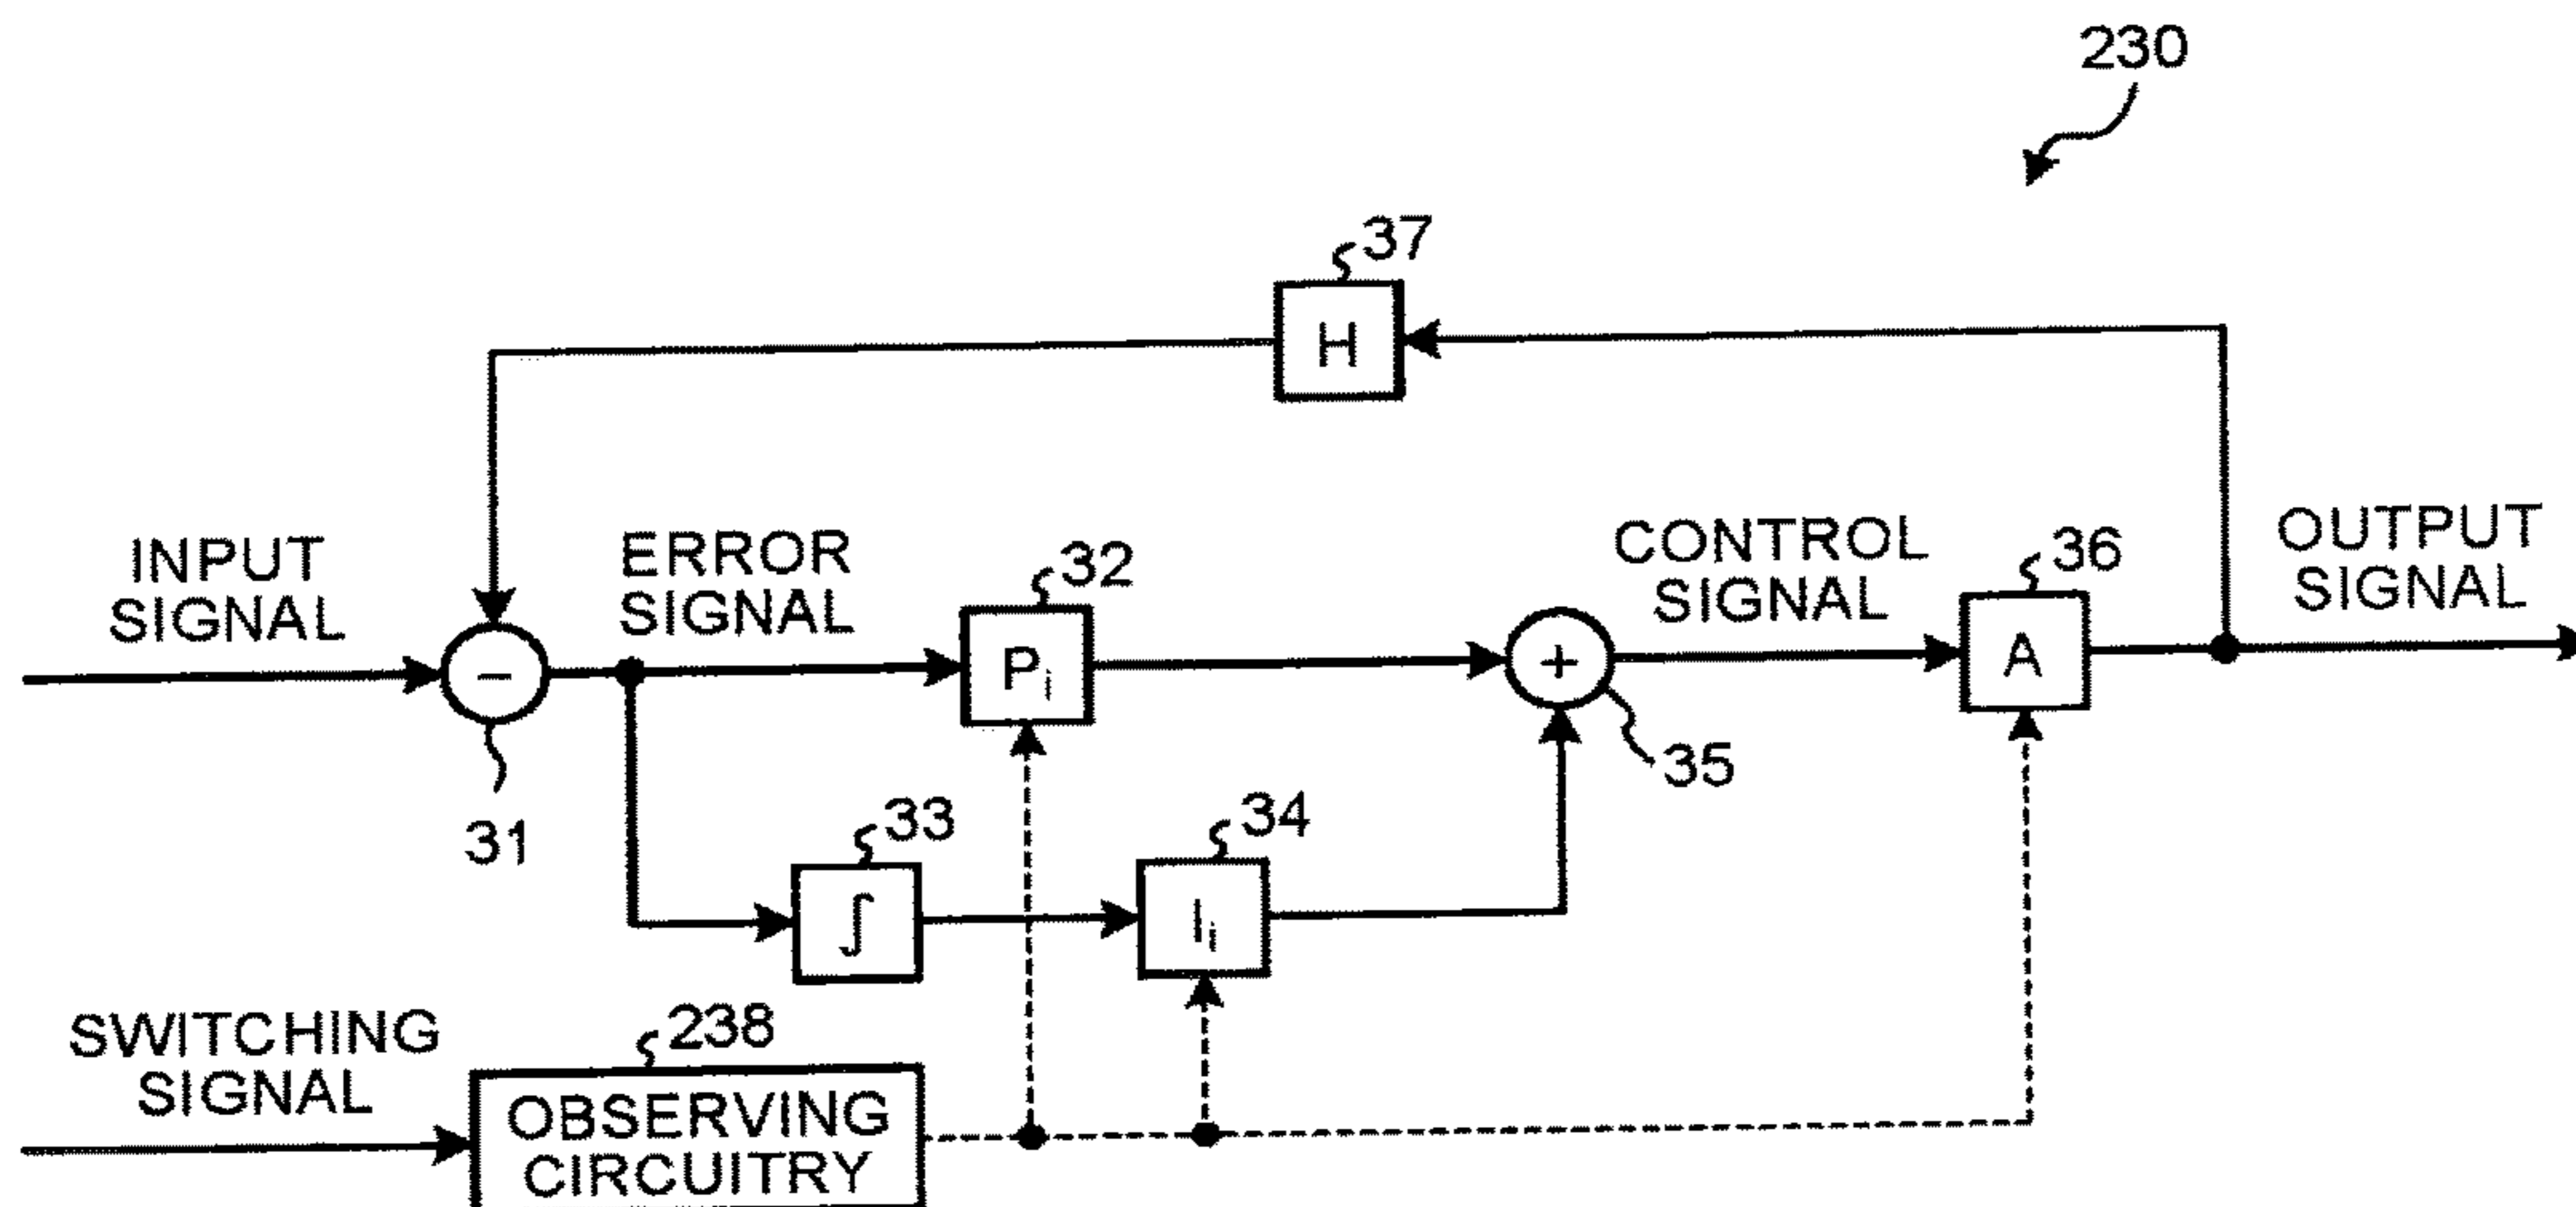 230
37
H
INPUT
SIGNAL
ERROR
SIGNAL
32
CONTROL
SIGNAL
36
OUTPUT
SIGNAL
−
Pi
+
A
31
35
33
34
∫
Ii
SWITCHING
SIGNAL
238
OBSERVING
CIRCUITRY